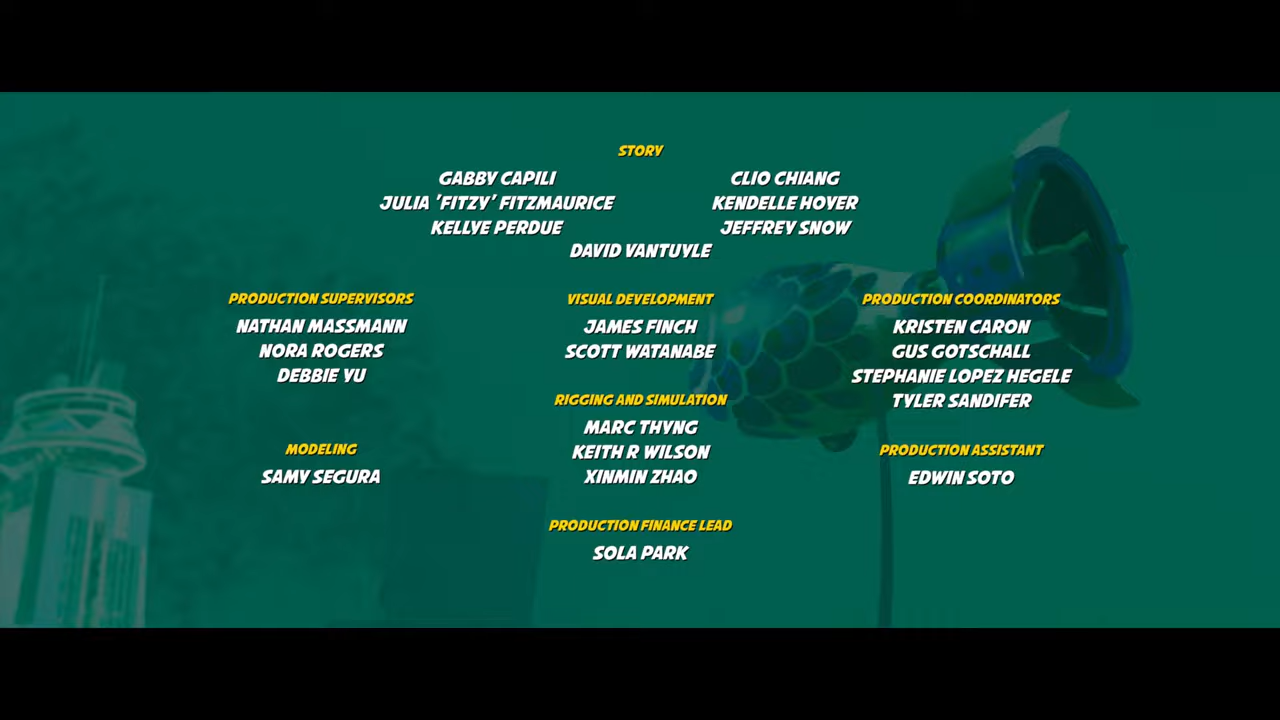 STORY
GABBY CAPILI
CLIO CHIANG
JULIA 'FITZY' FITZMAURICE
KENDELLE HOYER
KELLYE PERDUE
JEFFREY SNOW
DAVID VANTUYLE
PRODUCTION SUPERVISORS
NATHAN MASSMANN
NORA ROGERS
DEBBIE YU
MODELING
SAMY SEGURA
VISUAL DEVELOPMENT
JAMES FINCH
SCOTT WATANABE
RIGGING AND SIMULATION
MARC THYNG
KEITH R WILSON
XINMIN ZHAO
PRODUCTION COORDINATORS
KRISTEN CARON
GUS GOTSCHALL
STEPHANIE LOPEZ HEGELE
TYLER SANDIFER
PRODUCTION ASSISTANT
EDWIN SOTO
PRODUCTION FINANCE LEAD
SOLA PARK